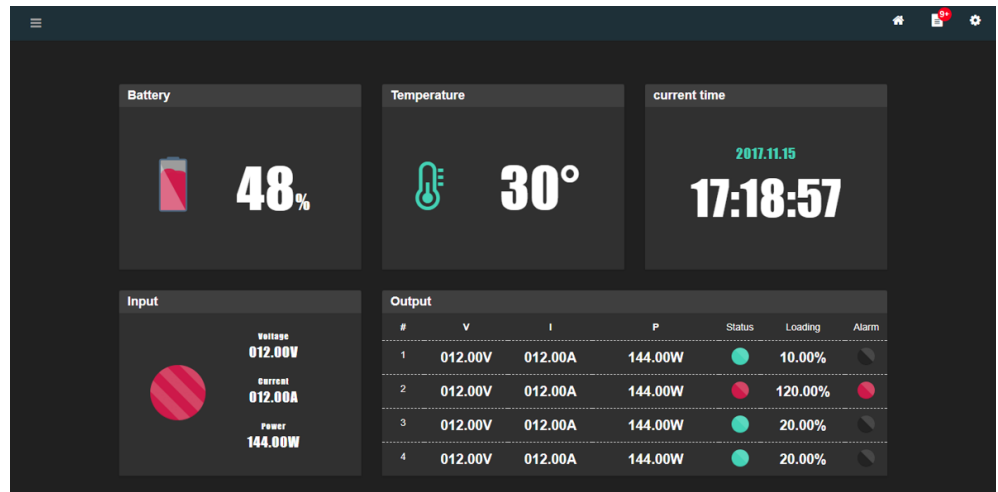 9+
Battery
48%
Temperature
30°
current time
2017.11.15
17:18:57
Input
Voltage
012.00V
Current
012.00A
Power
144.00W
Output
# V I P Status Loading Alarm
1 012.00V 012.00A 144.00W 10.00%
2 012.00V 012.00A 144.00W 120.00%
3 012.00V 012.00A 144.00W 20.00%
4 012.00V 012.00A 144.00W 20.00%